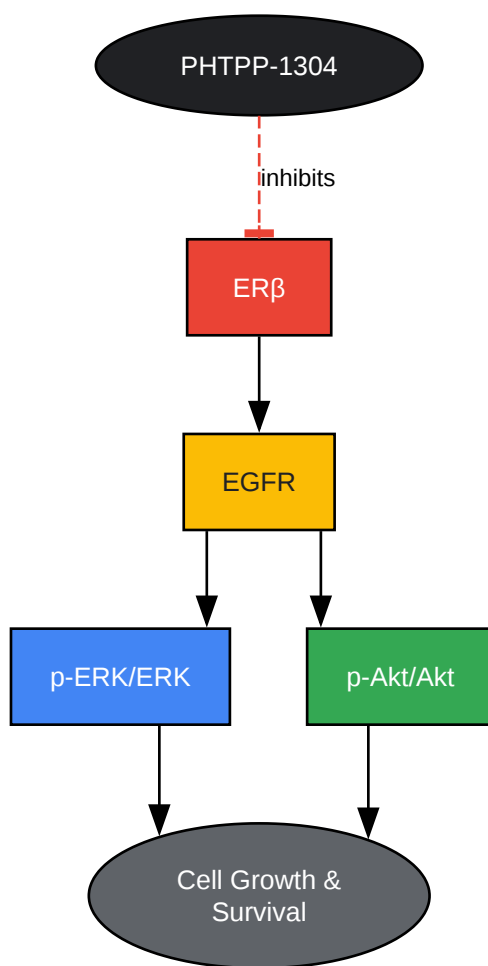 PHTPP-1304
inhibits
ERβ
EGFR
p-ERK/ERK
p-Akt/Akt
Cell Growth &
Survival